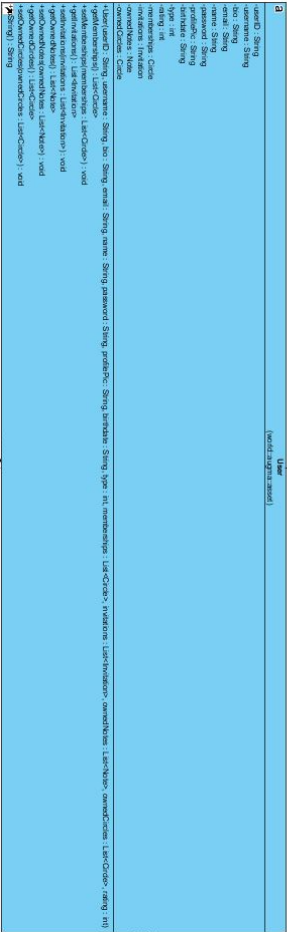 a
User
-userID : String
-username : String
-bio : String
-email : String
-name : String
-password : String
-profilePic : String
-birthdate : String
-type : int
-rating : int
-memberships : Circle
-invitations : Invitation
-ownedNotes : Note
-ownedCircles : Circle
+User(userID : String, username : String, bio : String, email : String, name : String, password : String, profilePic : String, birthdate : String, type : int, memberships : List<Circle>, invitations : List<Invitation>, ownedNotes : List<Note>, ownedCircles : List<Circle>, rating : int)
+getMemberships() : List<Circle>
+setMemberships(memberships : List<Circle>) : void
+getInvitations() : List<Invitation>
+setInvitations(invitations : List<Invitation>) : void
+getOwnedNotes() : List<Note>
+setOwnedNotes(ownedNotes : List<Note>) : void
+getOwnedCircles() : List<Circle>
+setOwnedCircles(ownedCircles : List<Circle>) : void
String() : String